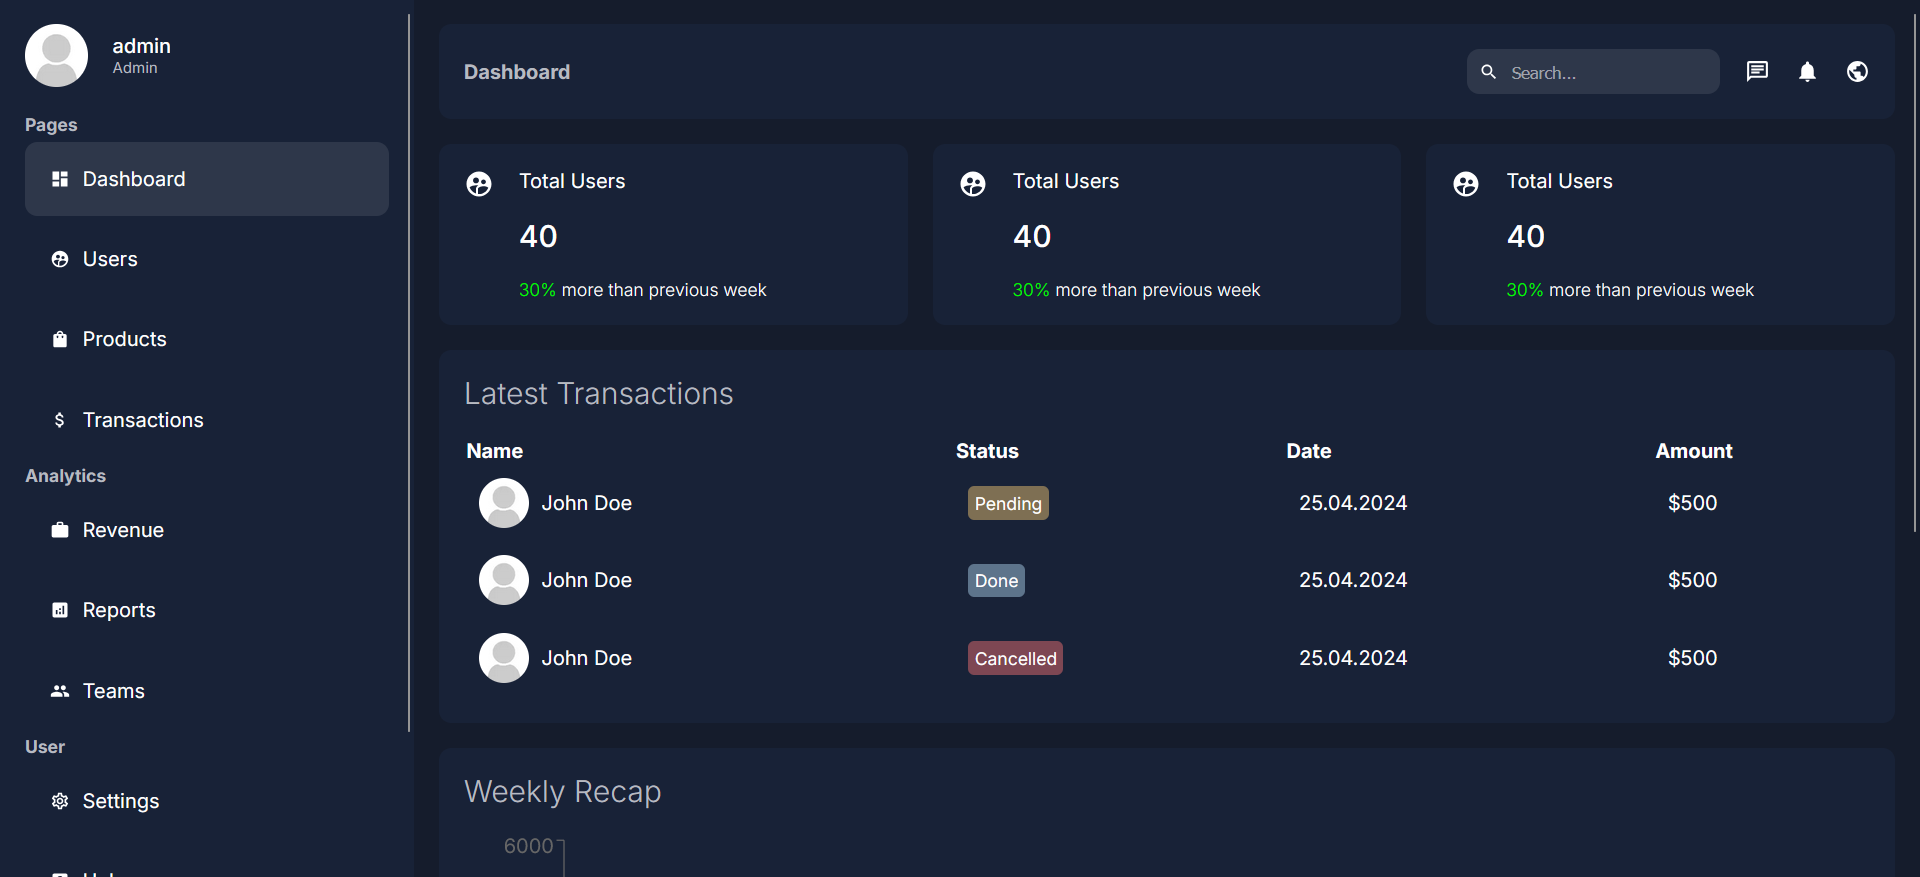 admin
Admin
Pages
Dashboard
Users
Products
Transactions
Analytics
Revenue
Reports
Teams
User
Settings
Dashboard
Search...
Total Users
40
30% more than previous week
Total Users
40
30% more than previous week
Total Users
40
30% more than previous week
Latest Transactions
Name Status Date Amount
John Doe Pending 25.04.2024 $500
John Doe Done 25.04.2024 $500
John Doe Cancelled 25.04.2024 $500
Weekly Recap
6000